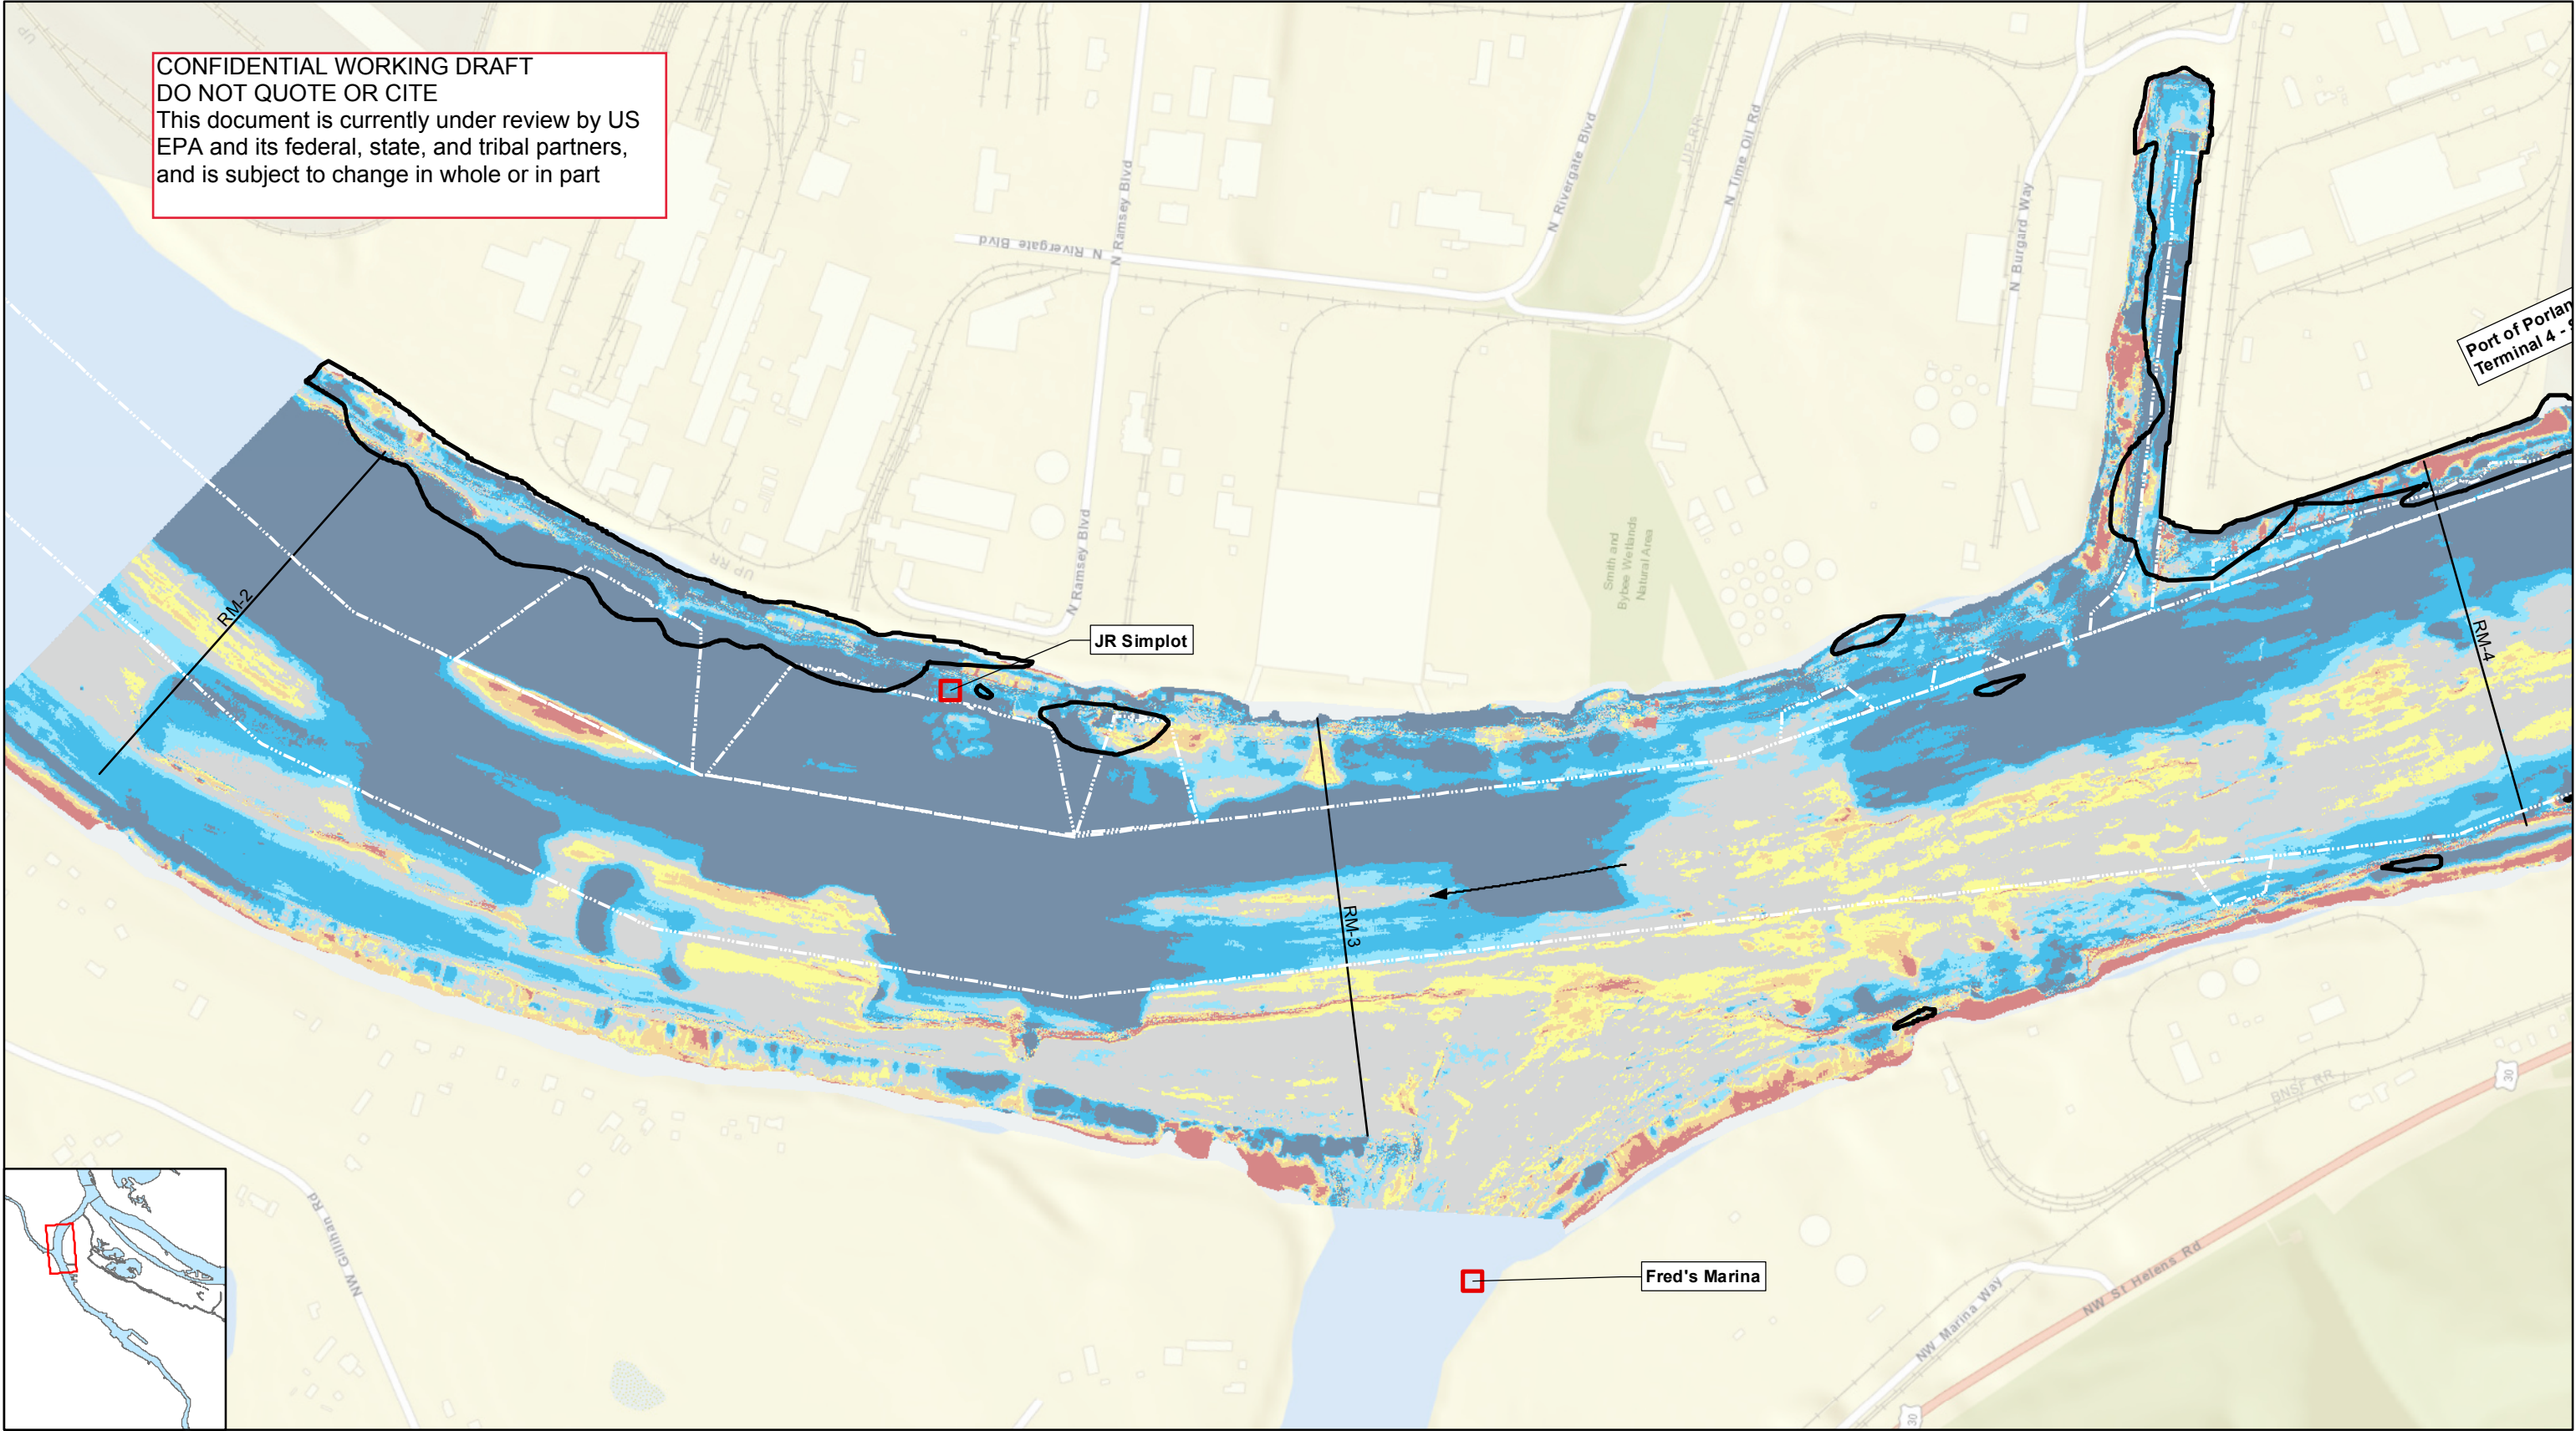 CONFIDENTIAL WORKING DRAFT
DO NOT QUOTE OR CITE
This document is currently under review by US
EPA and its federal, state, and tribal partners,
and is subject to change in whole or in part
UP
N Ramsey Blvd
N Rivergate Blvd
N Rivergate Blvd
UP RR
N Time Oil Rd
N Burgard Way
Port of Porlan
Terminal 4 -
RM-2
UP RR
N Ramsey Blvd
JR Simplot
Smith and
Bybee Wetlands
Natural Area
RM-4
RM-3
30
BNSF RR
NW Gillihan Rd
Fred's Marina
NW Marina Way
NW St Helens Rd
30